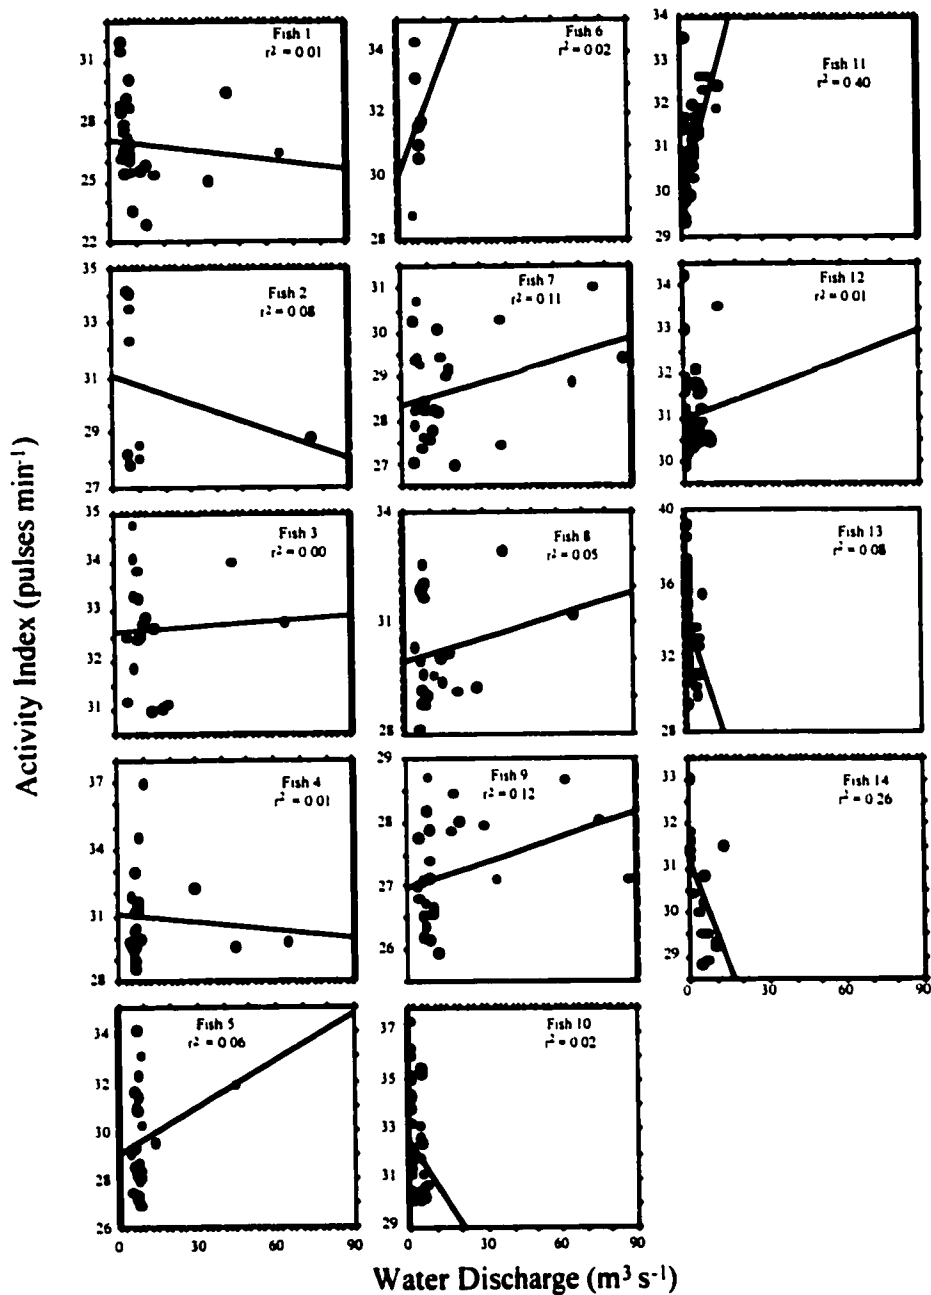 Fish 1
r² = 0 01
31
28
25
22
Fish 6
r² = 0 02
34
32
30
28
Fish 11
r² = 0.40
34
33
32
31
30
29
Fish 2
r² = 0.08
35
33
31
29
27
Fish 7
r² = 0.11
31
30
29
28
27
Fish 12
r² = 0.01
34
33
32
31
30
Fish 3
r² = 0.00
35
34
33
32
31
Fish 8
r² = 0.05
34
31
28
Fish 13
r² = 0.08
40
36
32
28
Fish 4
r² = 0.01
37
34
31
28
Fish 9
r² = 0.12
29
28
27
26
Fish 14
r² = 0.26
33
32
31
30
29
0 30 60 90
Fish 5
r² = 0.06
34
32
30
28
26
0 30 60 90
Fish 10
r² = 0.02
37
35
33
31
29
0 30 60 90
Activity Index (pulses min⁻¹)
Water Discharge (m³ s⁻¹)